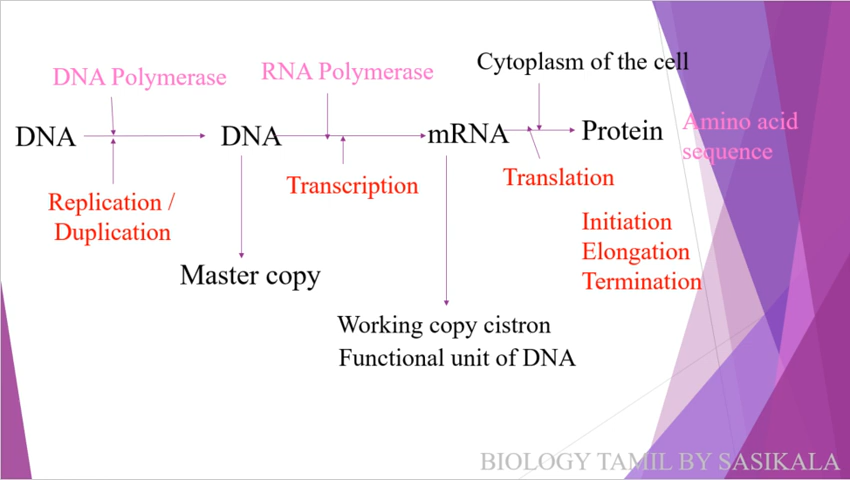 DNA Polymerase
RNA Polymerase
Cytoplasm of the cell
DNA
DNA
mRNA
Protein
Amino acid
sequence
Replication /
Duplication
Transcription
Translation
Initiation
Elongation
Termination
Master copy
Working copy cistron
Functional unit of DNA
BIOLOGY TAMIL BY SASIKALA